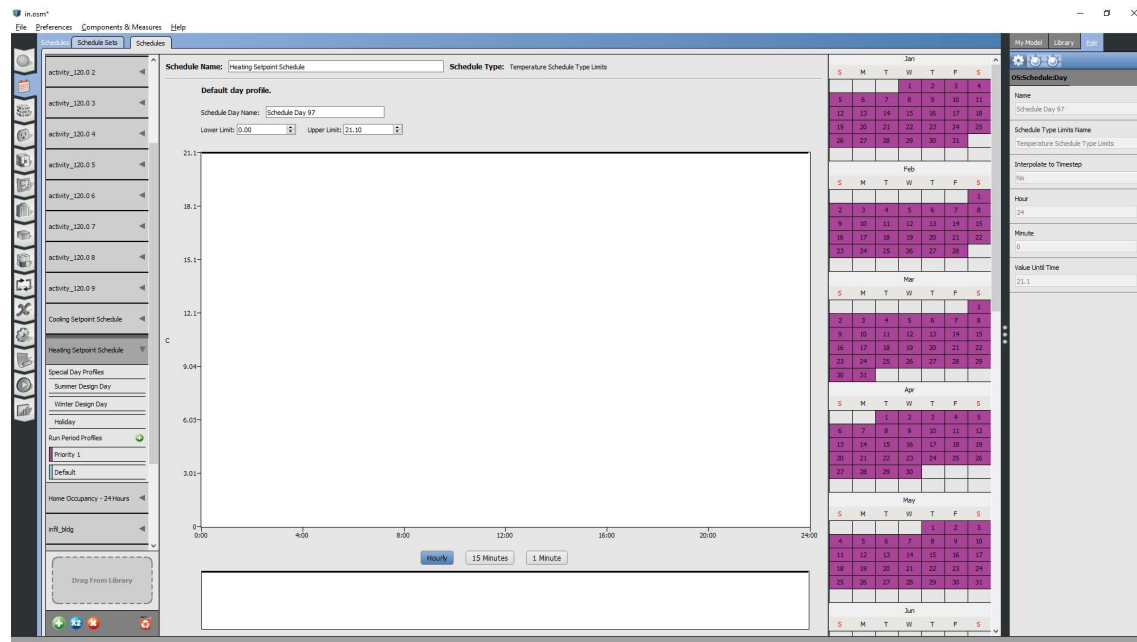 in.osm*
File Preferences Components & Measures Help
Schedules Schedule Sets Schedules
My Model Library Edit
activity_120.0 2
activity_120.0 3
activity_120.0 4
activity_120.0 5
activity_120.0 6
activity_120.0 7
activity_120.0 8
activity_120.0 9
Cooling Setpoint Schedule
Heating Setpoint Schedule
Special Day Profiles
Summer Design Day
Winter Design Day
Holiday
Run Period Profiles
Priority 1
Default
Home Occupancy - 24 Hours
infil_bldg
Drag From Library
X2
Schedule Name: Heating Setpoint Schedule Schedule Type: Temperature Schedule Type Limits
Default day profile.
Schedule Day Name: Schedule Day 97
Lower Limit: 0.00 Upper Limit: 21.10
21.1
18.1
15.1
12.1
C
9.04
6.03
3.01
0
0:00 4:00 8:00 12:00 16:00 20:00 24:00
Hourly 15 Minutes 1 Minute
Jan
S M T W T F S
1 2 3 4
5 6 7 8 9 10 11
12 13 14 15 16 17 18
19 20 21 22 23 24 25
26 27 28 29 30 31
Feb
S M T W T F S
1
2 3 4 5 6 7 8
9 10 11 12 13 14 15
16 17 18 19 20 21 22
23 24 25 26 27 28
Mar
S M T W T F S
1
2 3 4 5 6 7 8
9 10 11 12 13 14 15
16 17 18 19 20 21 22
23 24 25 26 27 28 29
30 31
Apr
S M T W T F S
1 2 3 4 5
6 7 8 9 10 11 12
13 14 15 16 17 18 19
20 21 22 23 24 25 26
27 28 29 30
May
S M T W T F S
1 2 3
4 5 6 7 8 9 10
11 12 13 14 15 16 17
18 19 20 21 22 23 24
25 26 27 28 29 30 31
Jun
S M T W T F S
OS:Schedule:Day
Name
Schedule Day 97
Schedule Type Limits Name
Temperature Schedule Type Limits
Interpolate to Timestep
No
Hour
24
Minute
0
Value Until Time
21.1